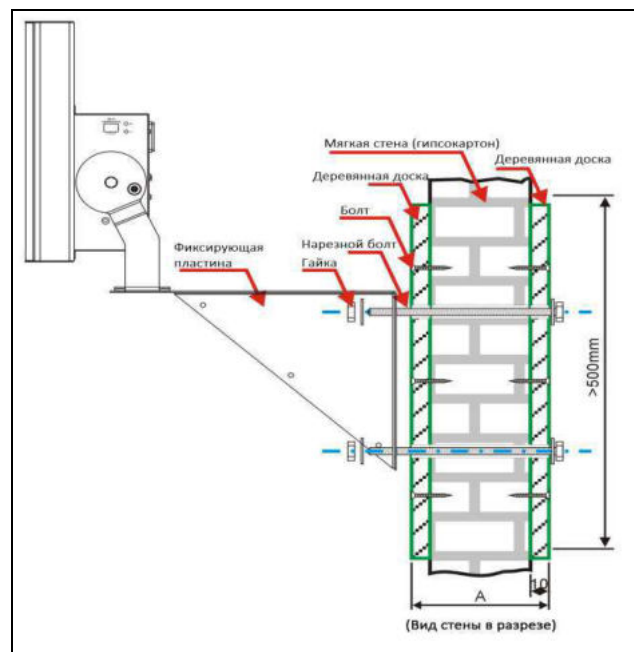 Мягкая стена (гипсокартон)
Деревянная доска
Деревянная доска
Болт
Нарезной болт
Фиксирующая
пластина
Гайка
>500mm
10
A
(Вид стены в разрезе)